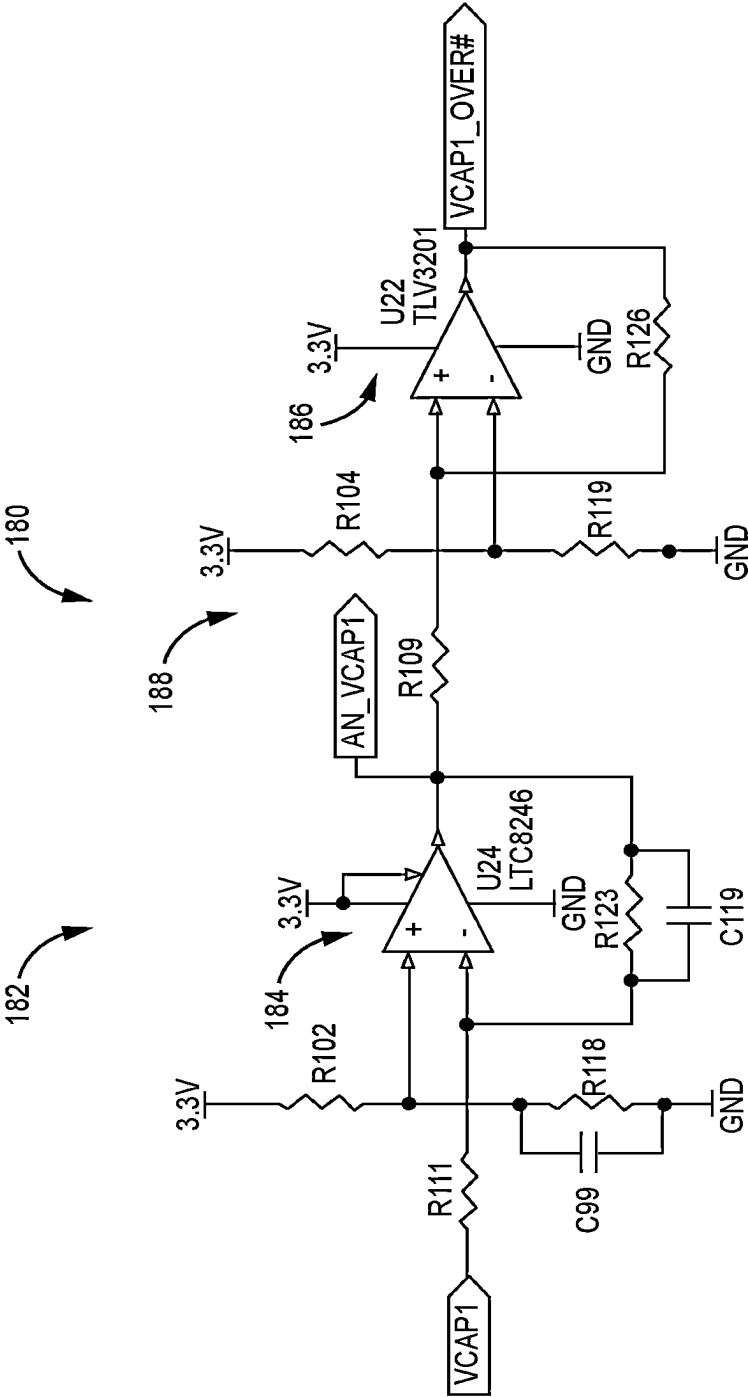 180
182
188
3.3V
R102
184
3.3V
+
-
U24
LTC8246
GND
AN_VCAP1
R109
3.3V
R104
186
3.3V
U22
TLV3201
+
-
GND
VCAP1_OVER#
R126
R119
GND
VCAP1
R111
C99
R118
GND
R123
C119